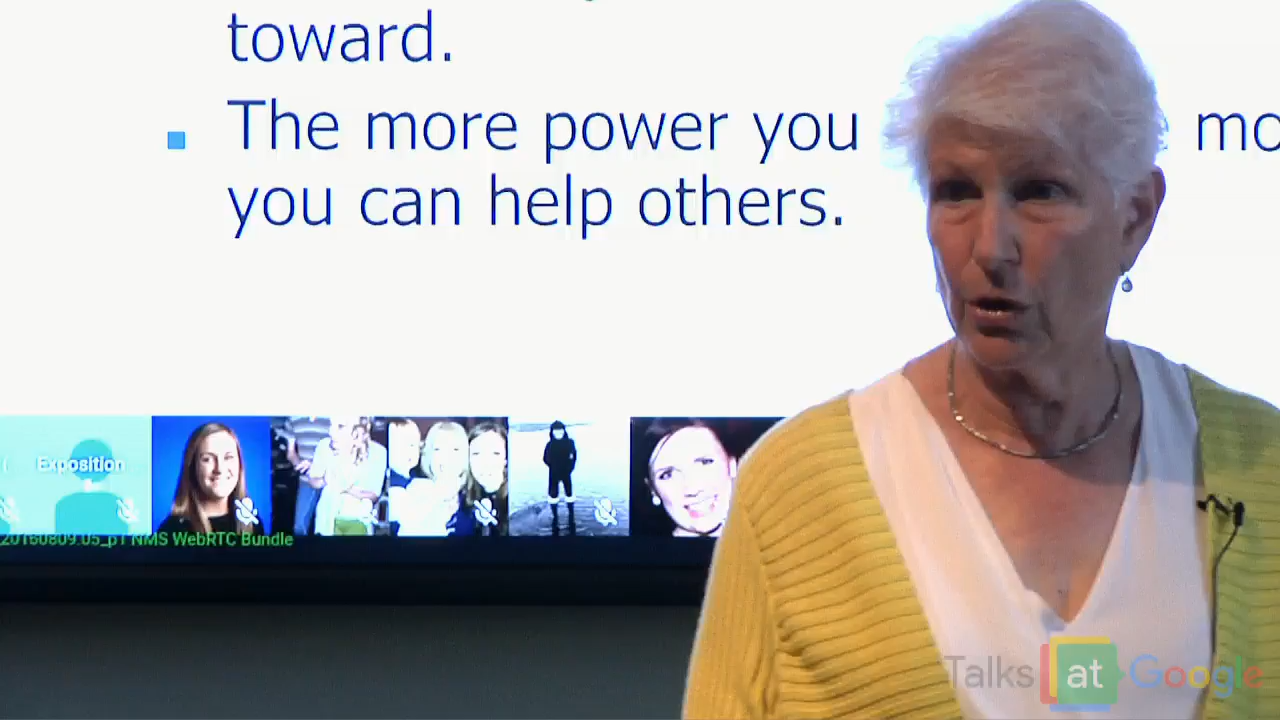 toward.
The more power you mo
you can help others.
Exposition
20160809.05_p1 NMS WebRTC Bundle
Talks at Google